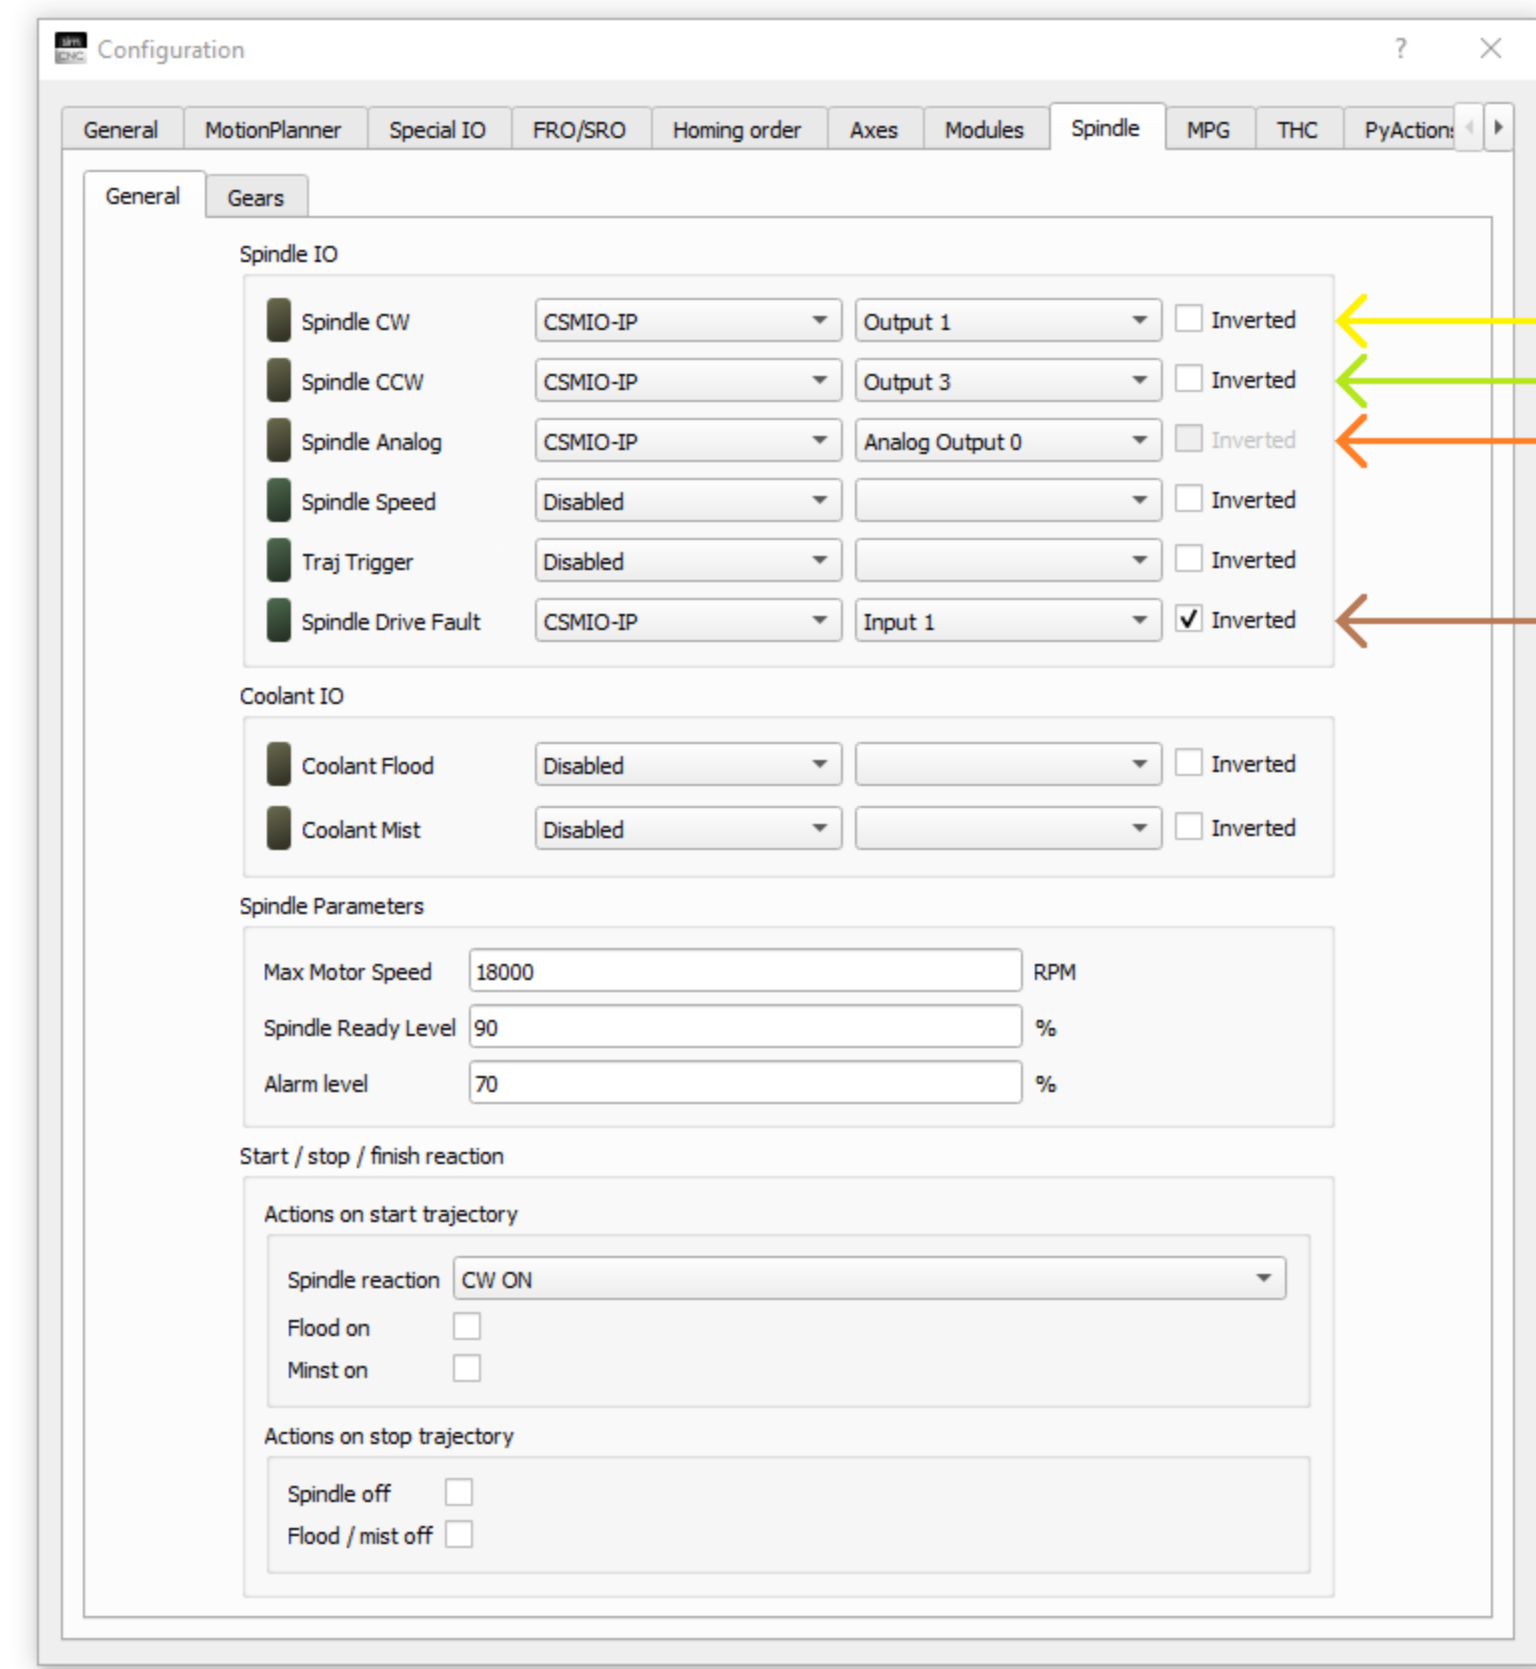 sim
CNC
Configuration
?
General MotionPlanner Special IO FRO/SRO Homing order Axes Modules Spindle MPG THC PyActions
General Gears
Spindle IO
Spindle CW CSMIO-IP Output 1 Inverted
Spindle CCW CSMIO-IP Output 3 Inverted
Spindle Analog CSMIO-IP Analog Output 0 Inverted
Spindle Speed Disabled Inverted
Traj Trigger Disabled Inverted
Spindle Drive Fault CSMIO-IP Input 1 Inverted
Coolant IO
Coolant Flood Disabled Inverted
Coolant Mist Disabled Inverted
Spindle Parameters
Max Motor Speed 18000 RPM
Spindle Ready Level 90 %
Alarm level 70 %
Start / stop / finish reaction
Actions on start trajectory
Spindle reaction CW ON
Flood on
Minst on
Actions on stop trajectory
Spindle off
Flood / mist off